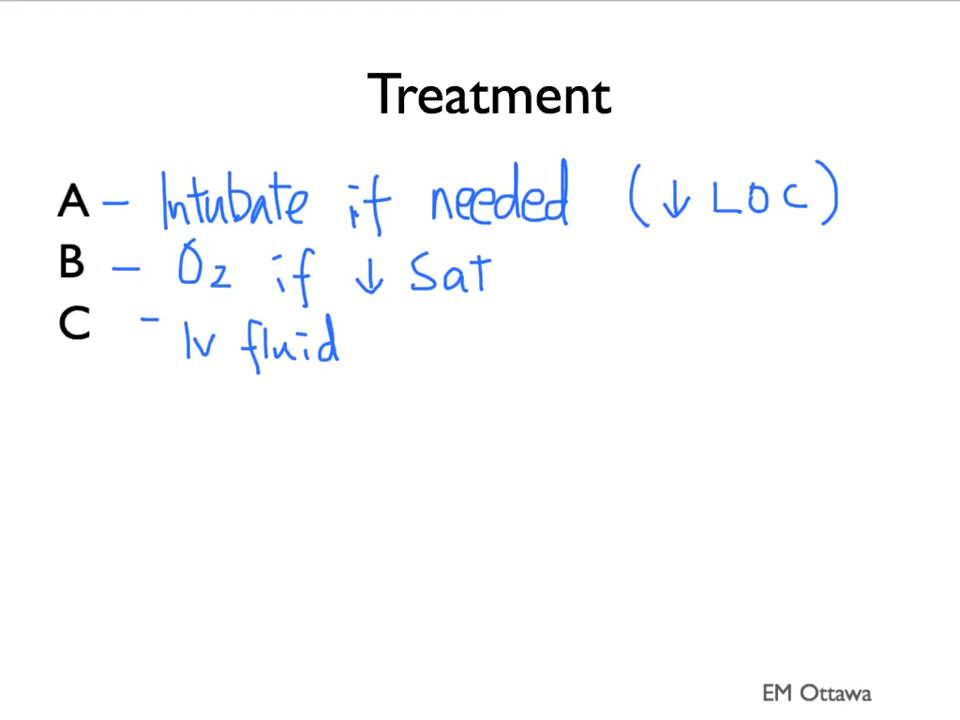 Treatment
A – Intubate if needed (↓ LOC)
B – O2 if ↓ Sat
C - IV fluid
EM Ottawa